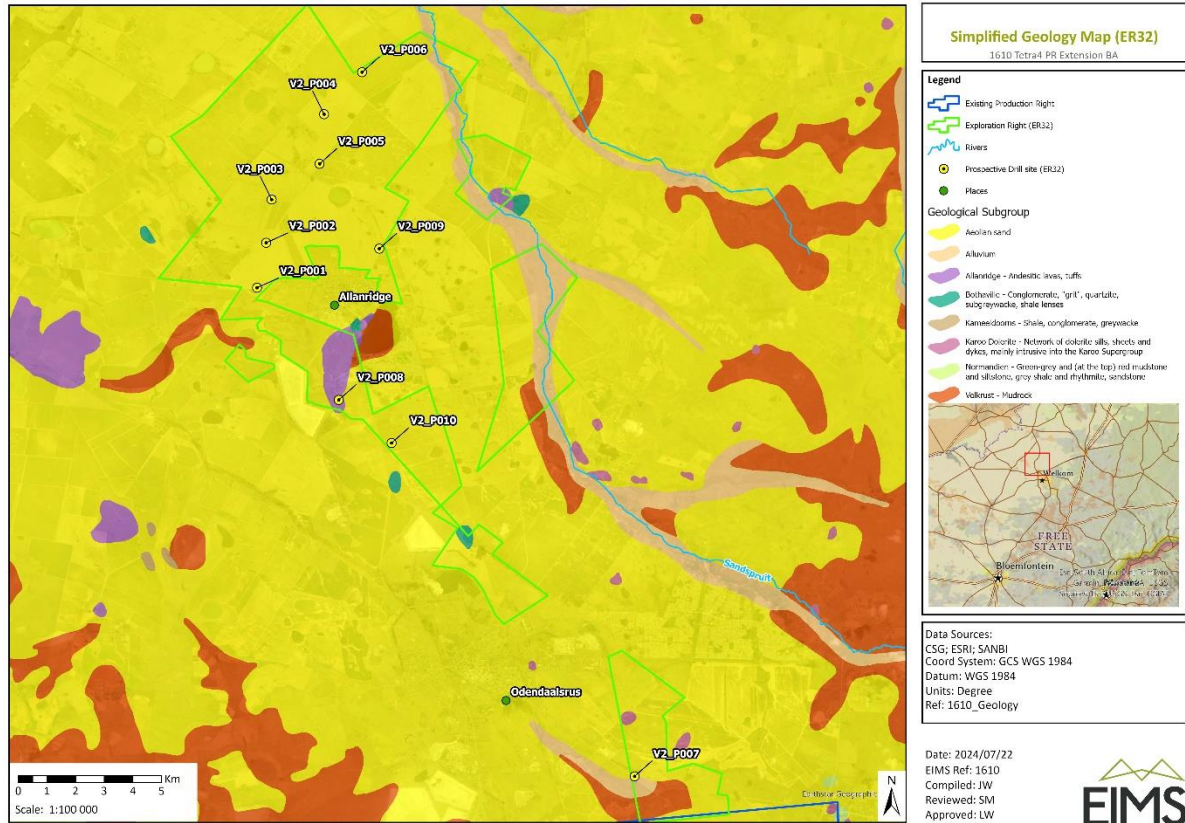 V2_P006
V2_P004
V2_P005
V2_P003
V2_P002
V2_P009
V2_P001
Allanridge
V2_P008
V2_P010
Sandspruit
Odendaalsrus
V2_P007
Km
0 1 2 3 4 5
Scale: 1:100 000
Earthstar Geographics
N
Simplified Geology Map (ER32)
1610 Tetra4 PR Extension BA
Legend
Existing Production Right
Exploration Right (ER32)
Rivers
Prospective Drill site (ER32)
Places
Geological Subgroup
Aeolian sand
Alluvium
Allanridge - Andesitic lavas, tuffs
Bothaville - Conglomerate, "grit", quartzite,
subgreywacke, shale lenses
Kameeldoorns - Shale, conglomerate, greywacke
Karoo Dolerite - Network of dolerite sills, sheets and
dykes, mainly intrusive into the Karoo Supergroup
Normandien - Green-grey and (at the top) red mudstone
and siltstone, grey shale and rhythmite, sandstone
Volksrust - Mudrock
Welkom
FREE
STATE
Bloemfontein
Data Sources:
CSG; ESRI; SANBI
Coord System: GCS WGS 1984
Datum: WGS 1984
Units: Degree
Ref: 1610_Geology
Date: 2024/07/22
EIMS Ref: 1610
Compiled: JW
Reviewed: SM
Approved: LW
EIMS